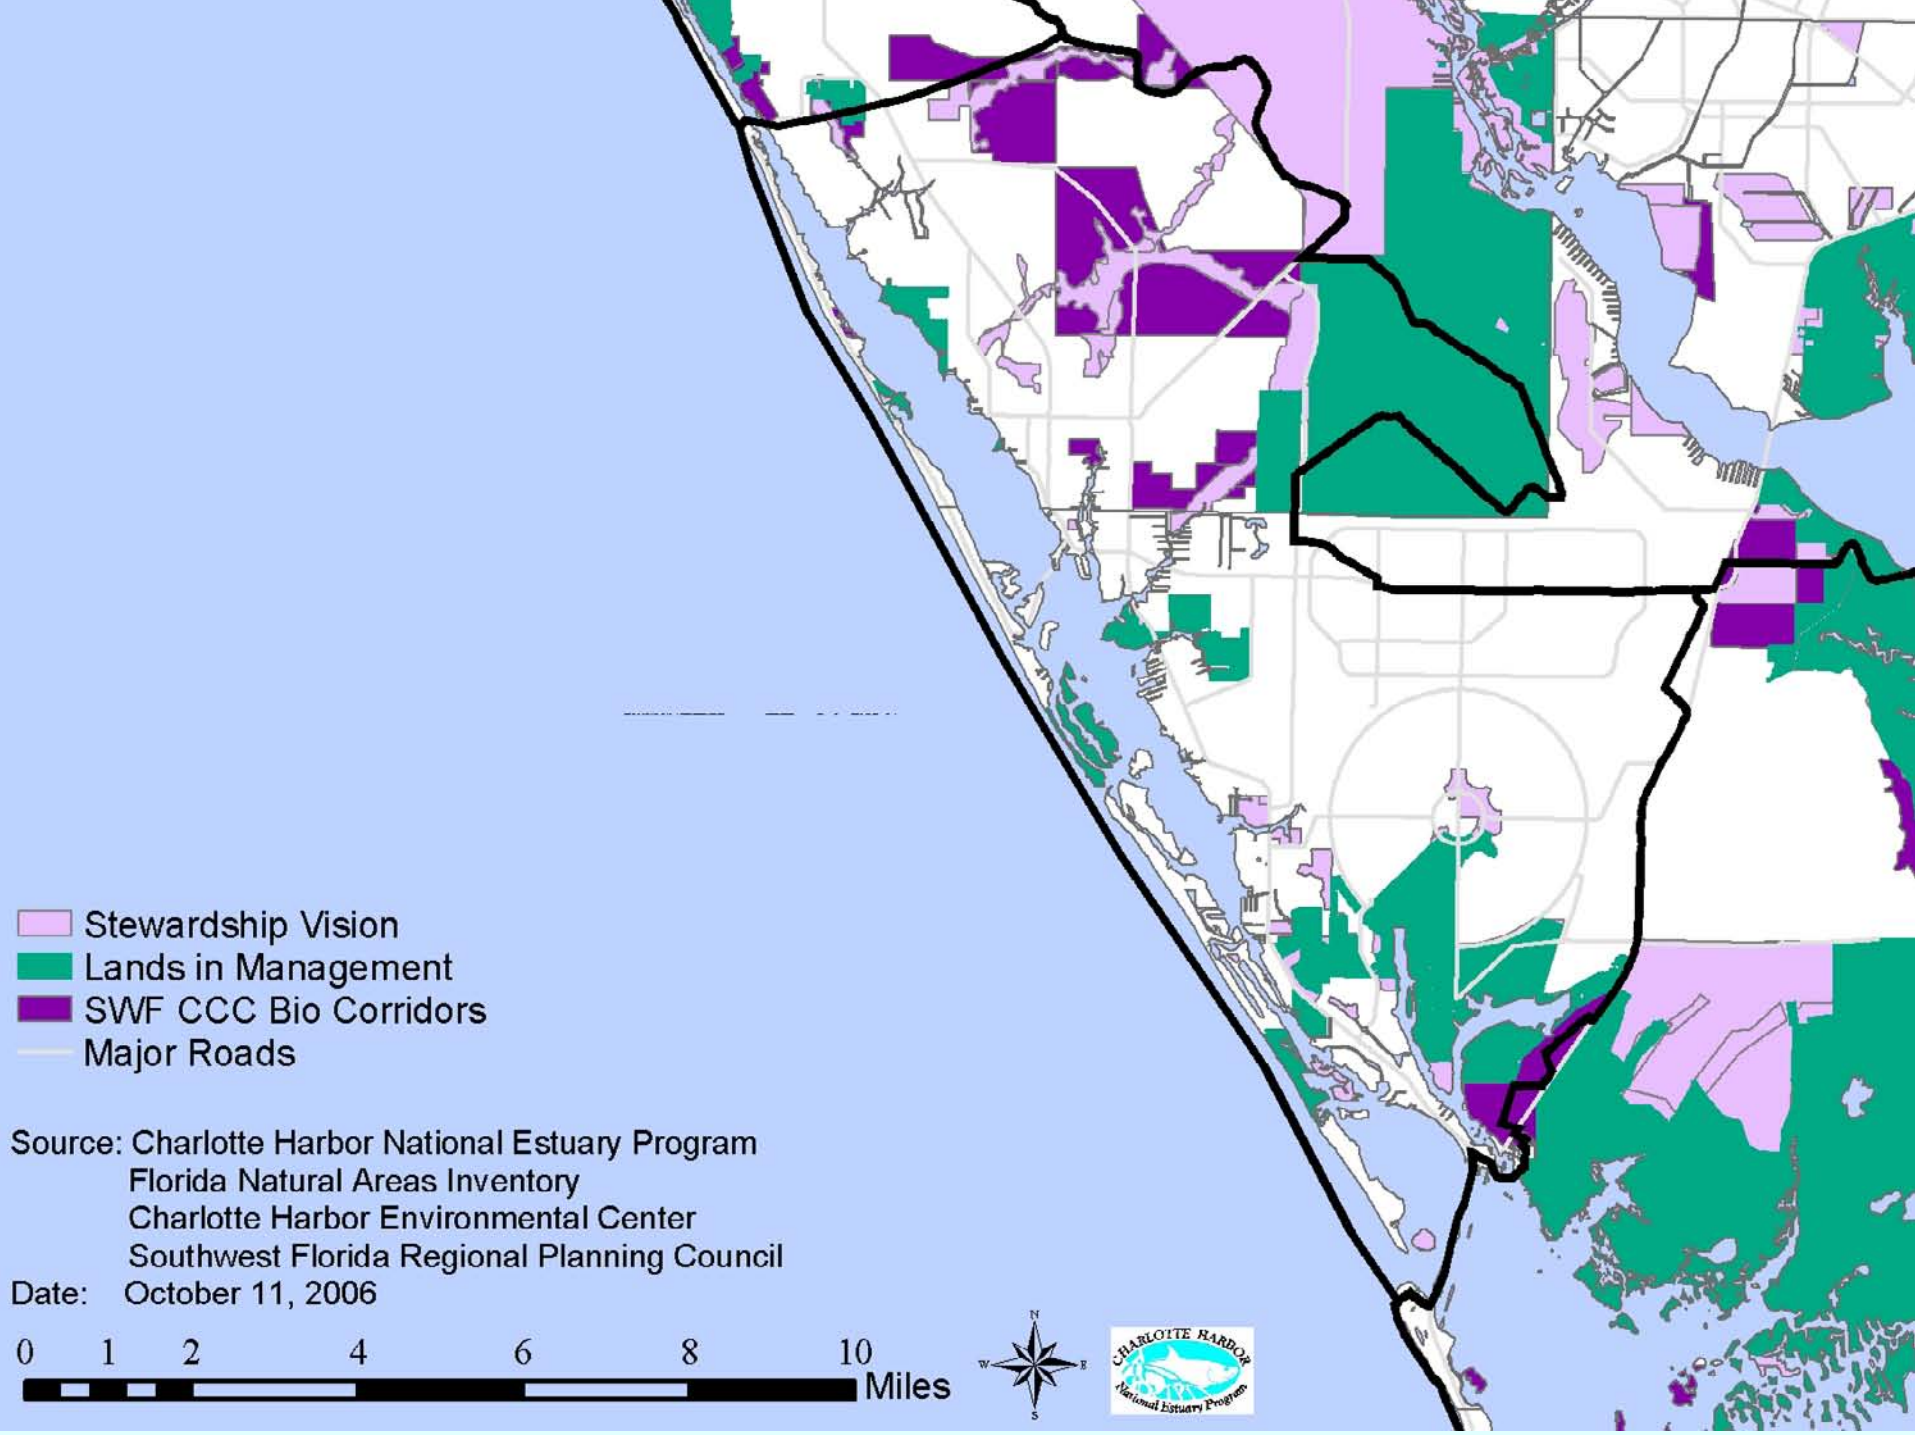 Stewardship Vision
Lands in Management
SWF CCC Bio Corridors
Major Roads
Source: Charlotte Harbor National Estuary Program
Florida Natural Areas Inventory
Charlotte Harbor Environmental Center
Southwest Florida Regional Planning Council
Date: October 11, 2006
0 1 2 4 6 8 10
Miles
N
W E
S
CHARLOTTE HARBOR
National Estuary Program